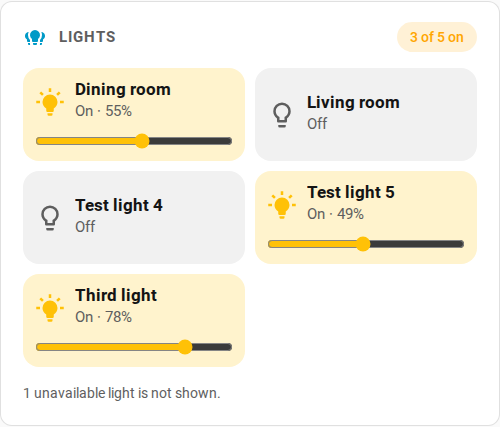 LIGHTS
3 of 5 on
Dining room
On · 55%
Living room
Off
Test light 4
Off
Test light 5
On · 49%
Third light
On · 78%
1 unavailable light is not shown.